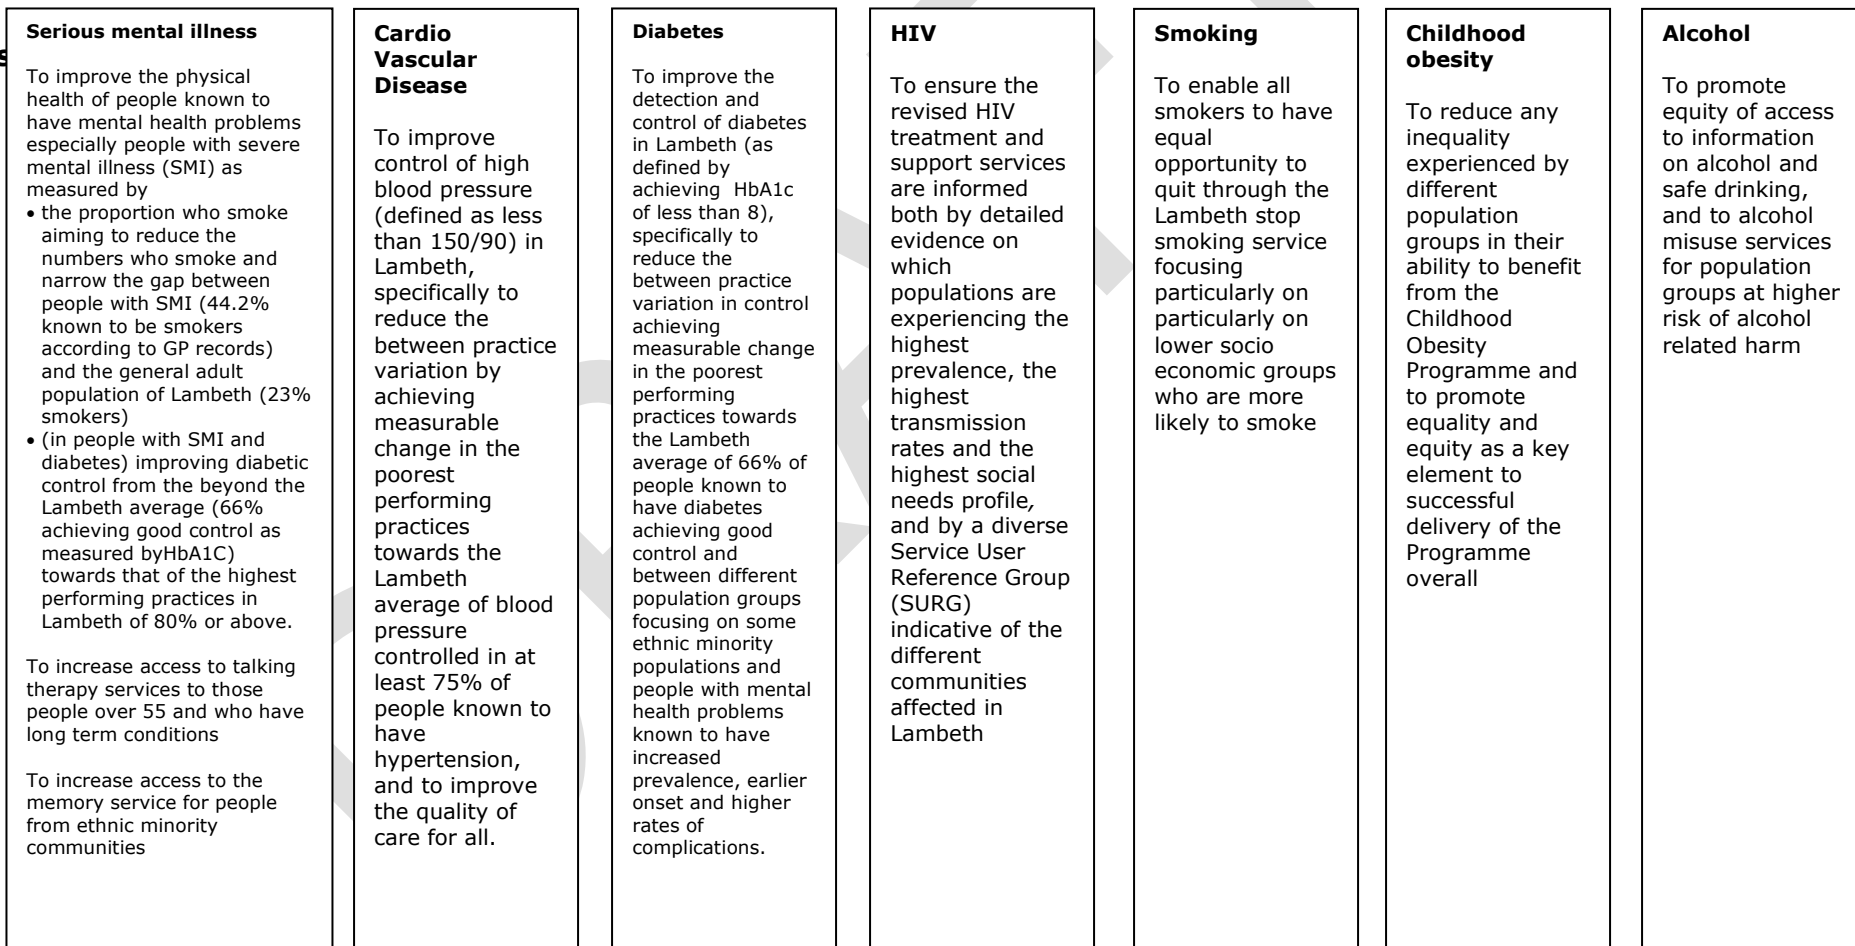 s
Serious mental illness
To improve the physical
health of people known to
have mental health problems
especially people with severe
mental illness (SMI) as
measured by
• the proportion who smoke
aiming to reduce the
numbers who smoke and
narrow the gap between
people with SMI (44.2%
known to be smokers
according to GP records)
and the general adult
population of Lambeth (23%
smokers)
• (in people with SMI and
diabetes) improving diabetic
control from the beyond the
Lambeth average (66%
achieving good control as
measured byHbA1C)
towards that of the highest
performing practices in
Lambeth of 80% or above.
To increase access to talking
therapy services to those
people over 55 and who have
long term conditions
To increase access to the
memory service for people
from ethnic minority
communities
Cardio
Vascular
Disease
To improve
control of high
blood pressure
(defined as less
than 150/90) in
Lambeth,
specifically to
reduce the
between practice
variation by
achieving
measurable
change in the
poorest
performing
practices
towards the
Lambeth
average of blood
pressure
controlled in at
least 75% of
people known to
have
hypertension,
and to improve
the quality of
care for all.
Diabetes
To improve the
detection and
control of diabetes
in Lambeth (as
defined by
achieving HbA1c
of less than 8),
specifically to
reduce the
between practice
variation in control
achieving
measurable change
in the poorest
performing
practices towards
the Lambeth
average of 66% of
people known to
have diabetes
achieving good
control and
between different
population groups
focusing on some
ethnic minority
populations and
people with mental
health problems
known to have
increased
prevalence, earlier
onset and higher
rates of
complications.
HIV
To ensure the
revised HIV
treatment and
support services
are informed
both by detailed
evidence on
which
populations are
experiencing the
highest
prevalence, the
highest
transmission
rates and the
highest social
needs profile,
and by a diverse
Service User
Reference Group
(SURG)
indicative of the
different
communities
affected in
Lambeth
Smoking
To enable all
smokers to have
equal
opportunity to
quit through the
Lambeth stop
smoking service
focusing
particularly on
particularly on
lower socio
economic groups
who are more
likely to smoke
Childhood
obesity
To reduce any
inequality
experienced by
different
population
groups in their
ability to benefit
from the
Childhood
Obesity
Programme and
to promote
equality and
equity as a key
element to
successful
delivery of the
Programme
overall
Alcohol
To promote
equity of access
to information
on alcohol and
safe drinking,
and to alcohol
misuse services
for population
groups at higher
risk of alcohol
related harm